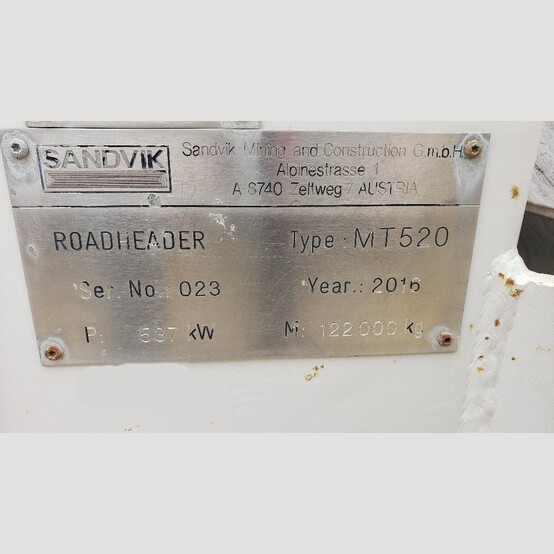 SANDVIK
Sandvik Mining and Construction G.m.b.H
Alpinestrasse 1
A-8740 Zeltweg / AUSTRIA
ROADHEADER Type: MT520
Ser. No.: 023 Year.: 2016
P: 537 kW M: 122 000 kg